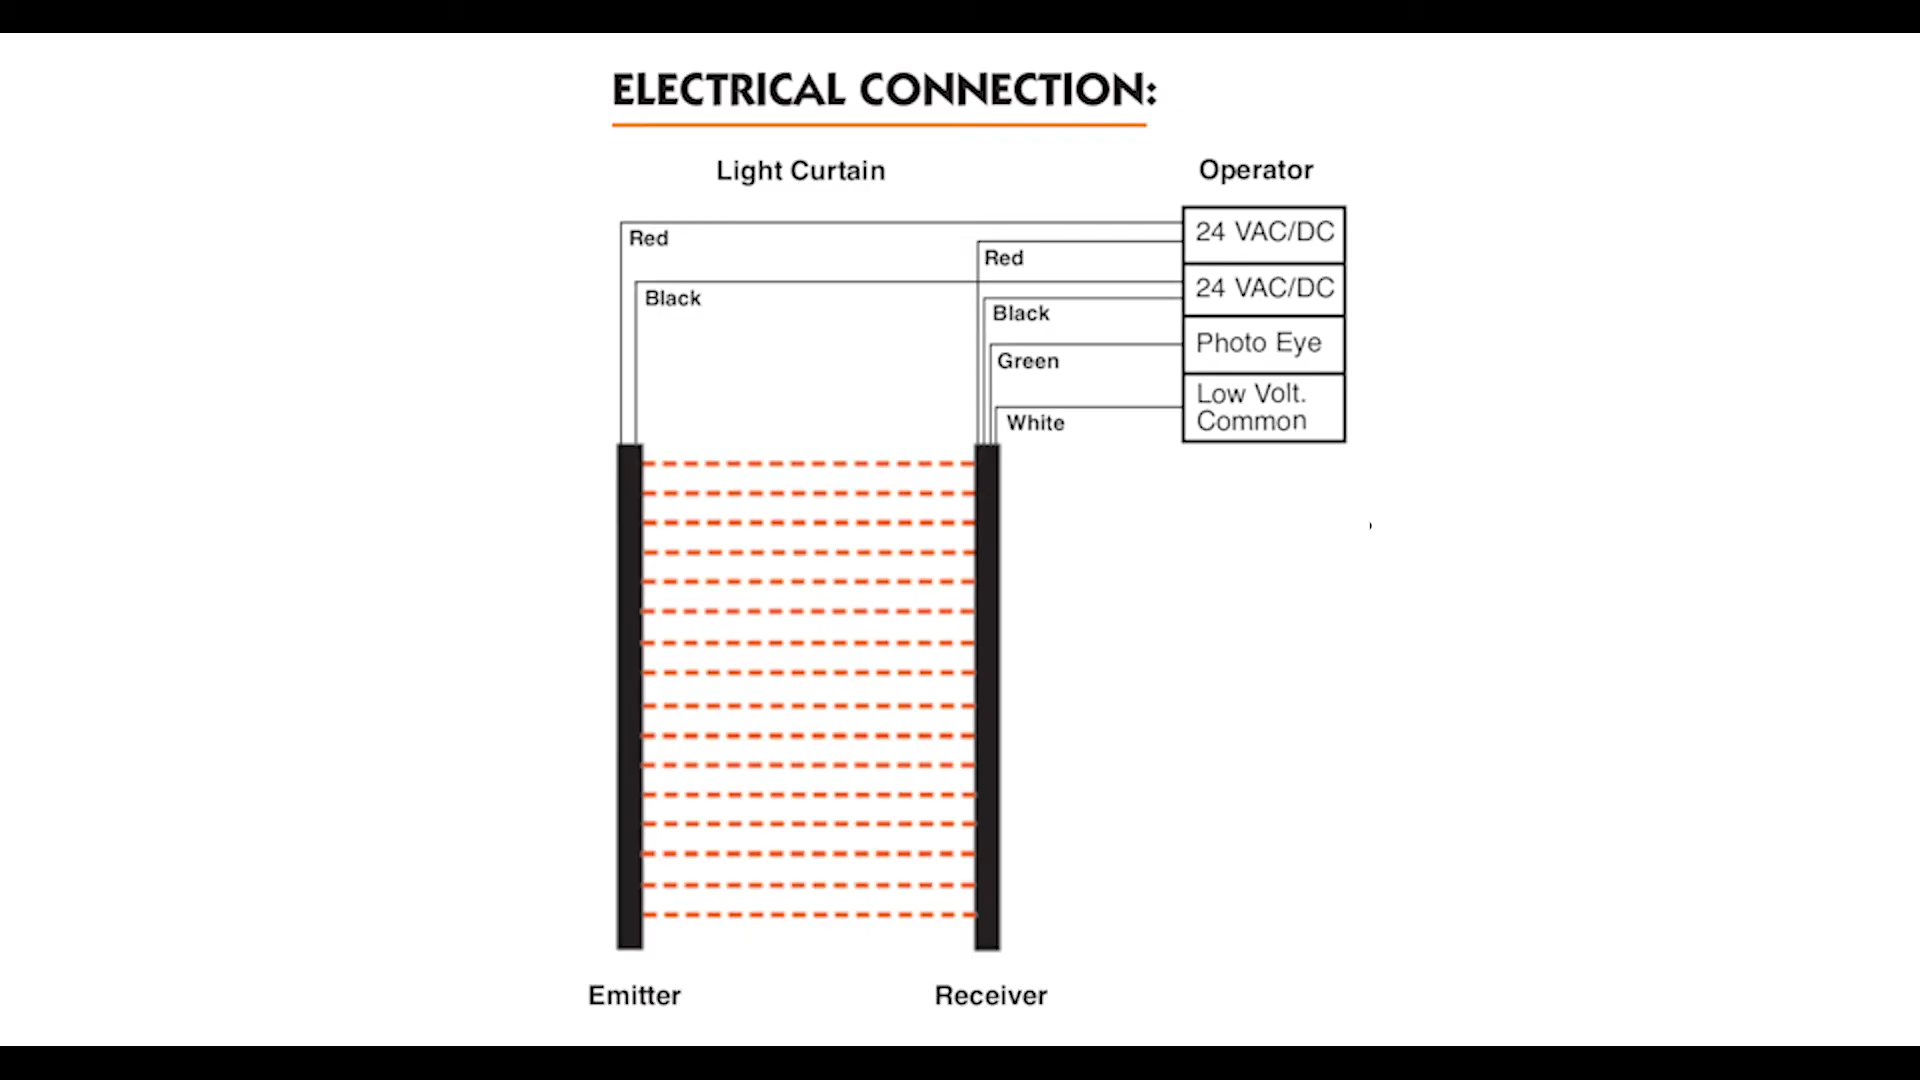 ELECTRICAL CONNECTION:
Light Curtain
Operator
Red
24 VAC/DC
Red
Black
24 VAC/DC
Black
Green
Photo Eye
White
Low Volt.
Common
Emitter
Receiver